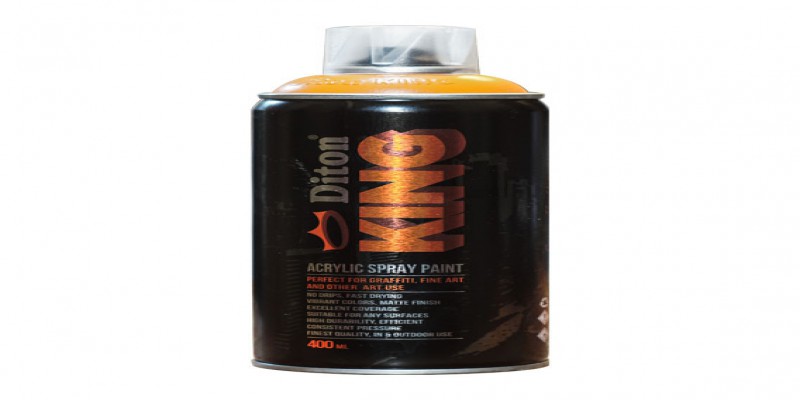 Diton®
KING
ACRYLIC SPRAY PAINT
PERFECT FOR GRAFFITI, FINE ART
AND OTHER ART USE
NO DRIPS, FAST DRYING
VIBRANT COLORS, MATTE FINISH
EXCELLENT COVERAGE
SUITABLE FOR ANY SURFACES
HIGH DURABILITY, EFFICIENT
CONSISTENT PRESSURE
FINEST QUALITY, IN & OUTDOOR USE
400 ML